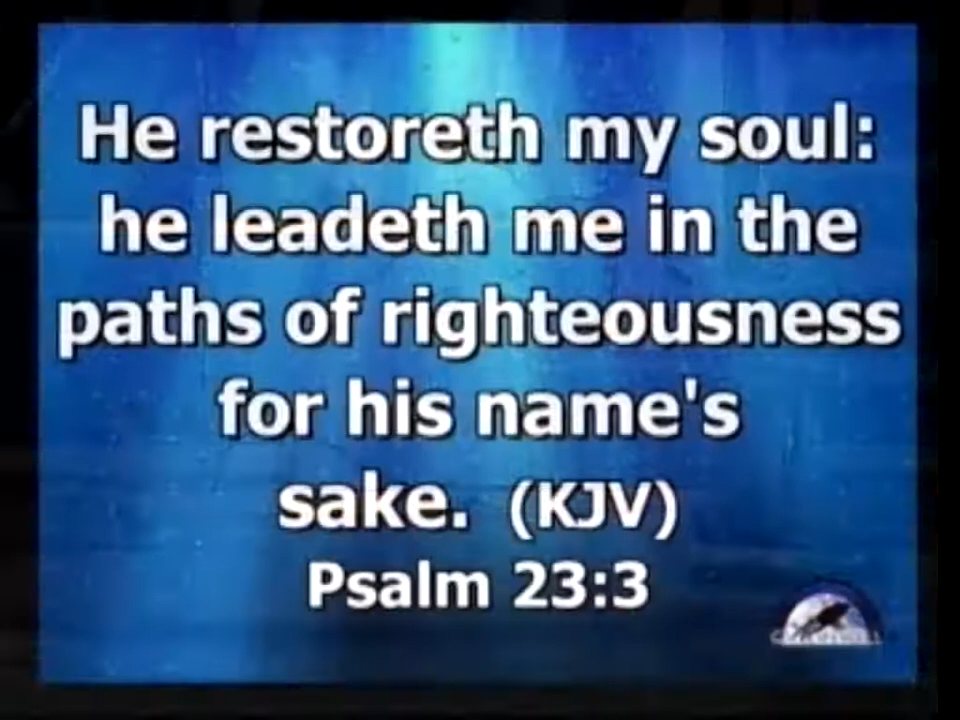 He restoreth my soul:
he leadeth me in the
paths of righteousness
for his name's
sake. (KJV)
Psalm 23:3